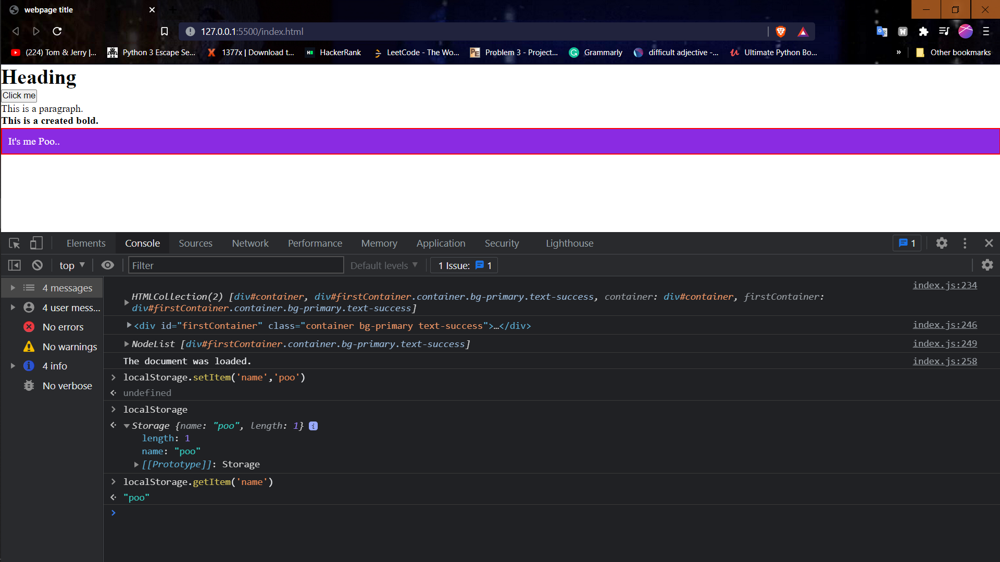 webpage title
127.0.0.1:5500/index.html
(224) Tom & Jerry |... Python 3 Escape Se... 1377x | Download t... HackerRank LeetCode - The Wo... Problem 3 - Project... Grammarly difficult adjective -... Ultimate Python Bo... » Other bookmarks
Heading
Click me
This is a paragraph.
This is a created bold.
It's me Poo..
Elements Console Sources Network Performance Memory Application Security Lighthouse 1
top Filter Default levels 1 Issue: 1
4 messages
4 user mess...
No errors
No warnings
4 info
No verbose
index.js:234
HTMLCollection(2) [div#container, div#firstContainer.container.bg-primary.text-success, container: div#container, firstContainer:
div#firstContainer.container.bg-primary.text-success]
<div id="firstContainer" class="container bg-primary text-success">…</div> index.js:246
NodeList [div#firstContainer.container.bg-primary.text-success] index.js:249
The document was loaded. index.js:258
> localStorage.setItem('name','poo')
undefined
> localStorage
Storage {name: "poo", length: 1} i
length: 1
name: "poo"
[[Prototype]]: Storage
> localStorage.getItem('name')
"poo"
>